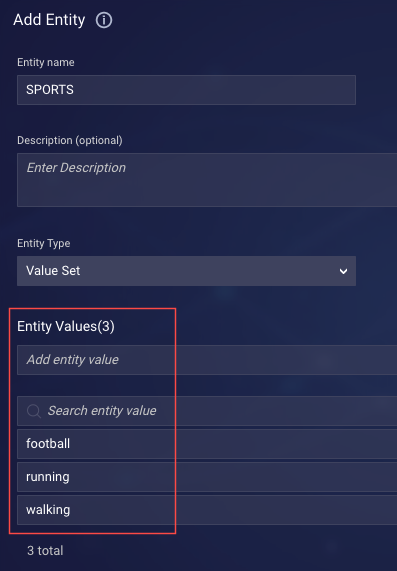 Add Entity
Entity name
SPORTS
Description (optional)
Enter Description
Entity Type
Value Set
Entity Values(3)
Add entity value
Search entity value
football
running
walking
3 total